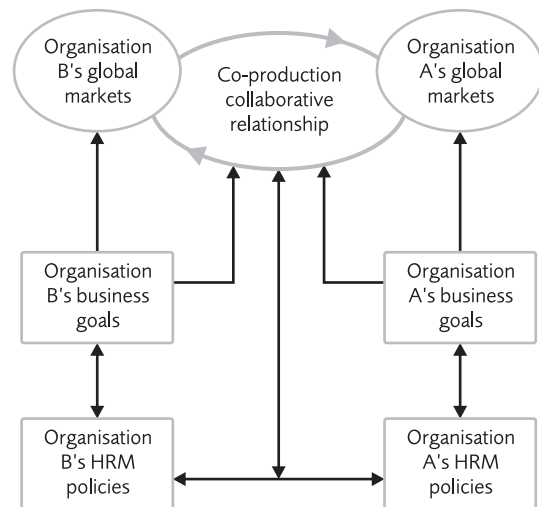 Organisation
B's global
markets
Co-production
collaborative
relationship
Organisation
A's global
markets
Organisation
B's business
goals
Organisation
A's business
goals
Organisation
B's HRM
policies
Organisation
A's HRM
policies